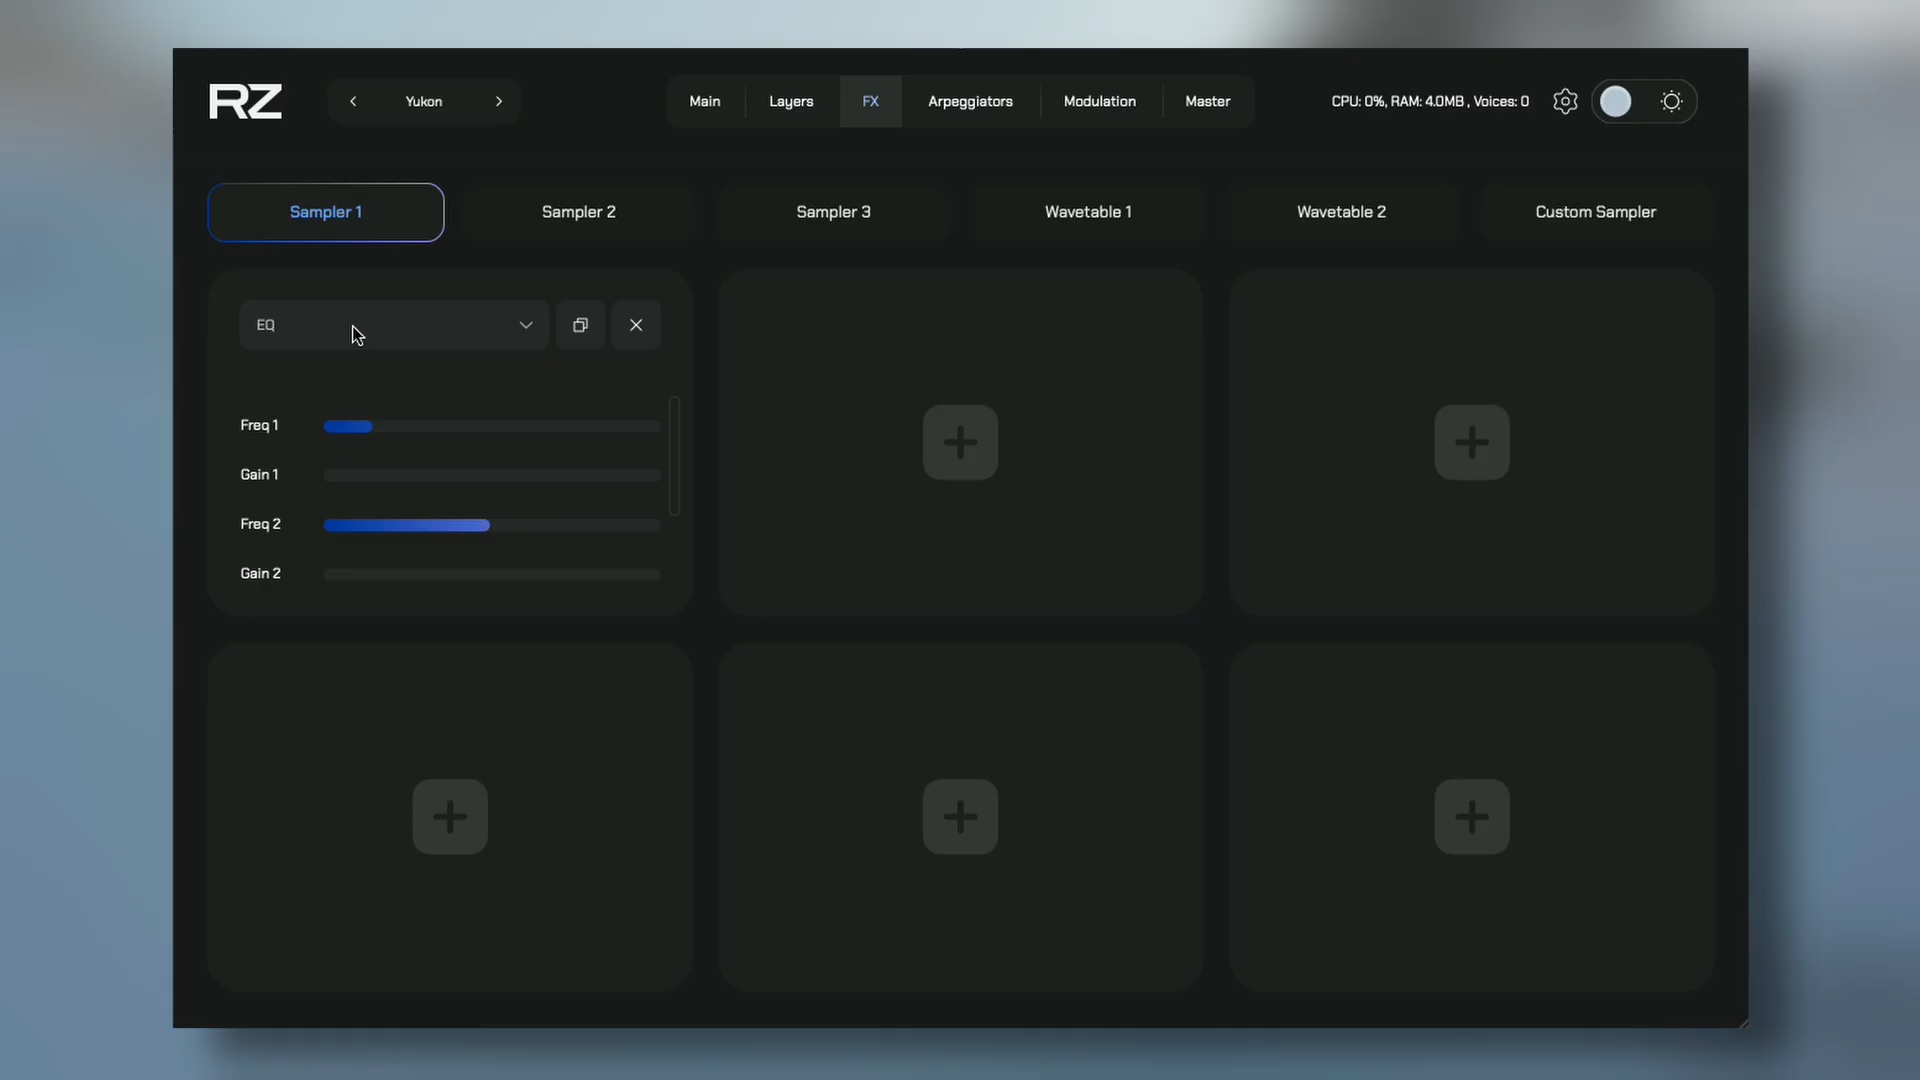 RZ
Yukon
Main
Layers
FX
Arpeggiators
Modulation
Master
CPU: 0%, RAM: 4.0MB , Voices: 0
Sampler 1
Sampler 2
Sampler 3
Wavetable 1
Wavetable 2
Custom Sampler
EQ
Freq 1
Gain 1
Freq 2
Gain 2